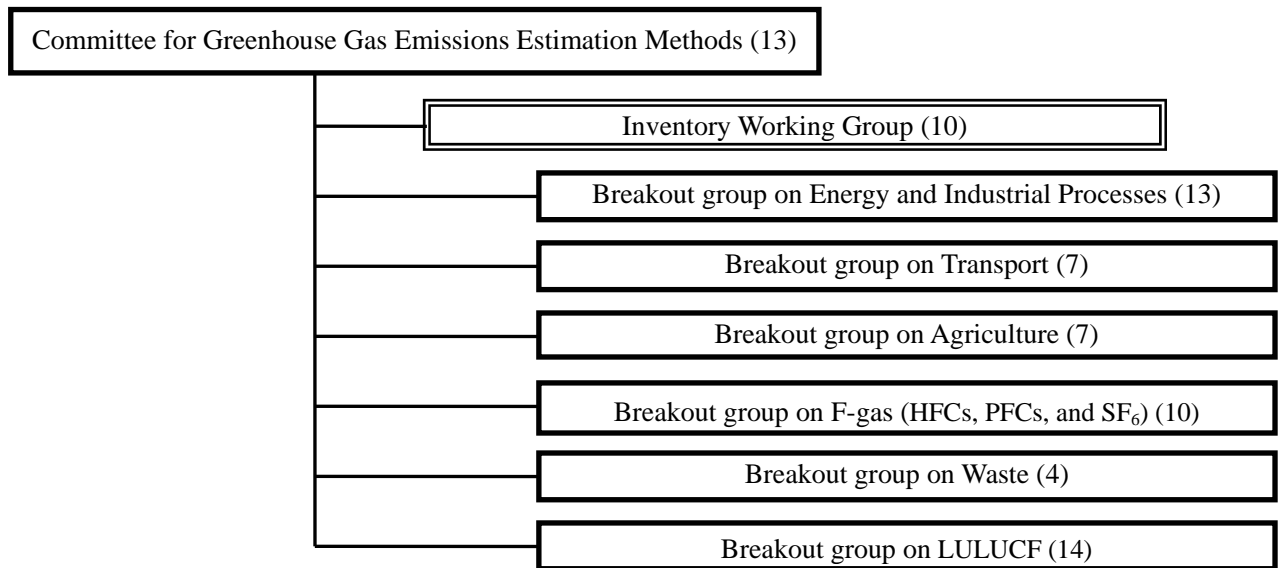 Committee for Greenhouse Gas Emissions Estimation Methods (13)
Inventory Working Group (10)
Breakout group on Energy and Industrial Processes (13)
Breakout group on Transport (7)
Breakout group on Agriculture (7)
Breakout group on F-gas (HFCs, PFCs, and SF₆) (10)
Breakout group on Waste (4)
Breakout group on LULUCF (14)